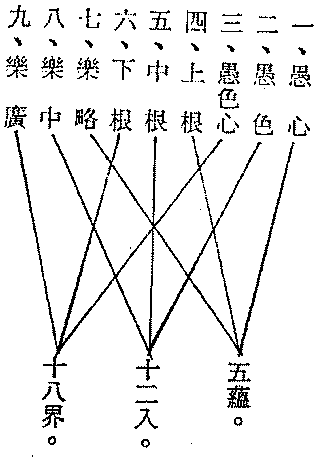 一、愚心
二、愚色
三、愚色心
四、上根
五、中根
六、下根
七、樂略
八、樂中
九、樂廣
五蘊。
十二入。
十八界。